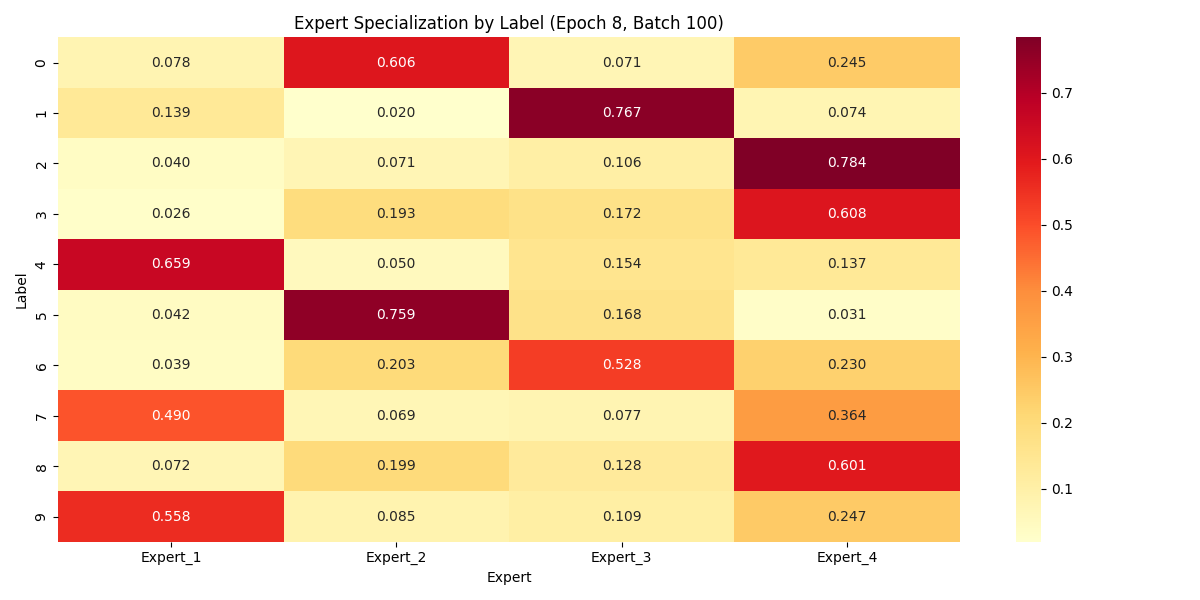 Expert Specialization by Label (Epoch 8, Batch 100)
0 0.078 0.606 0.071 0.245
1 0.139 0.020 0.767 0.074
2 0.040 0.071 0.106 0.784
3 0.026 0.193 0.172 0.608
4 0.659 0.050 0.154 0.137
5 0.042 0.759 0.168 0.031
6 0.039 0.203 0.528 0.230
7 0.490 0.069 0.077 0.364
8 0.072 0.199 0.128 0.601
9 0.558 0.085 0.109 0.247
Label
Expert_1 Expert_2 Expert_3 Expert_4
Expert
0.7
0.6
0.5
0.4
0.3
0.2
0.1